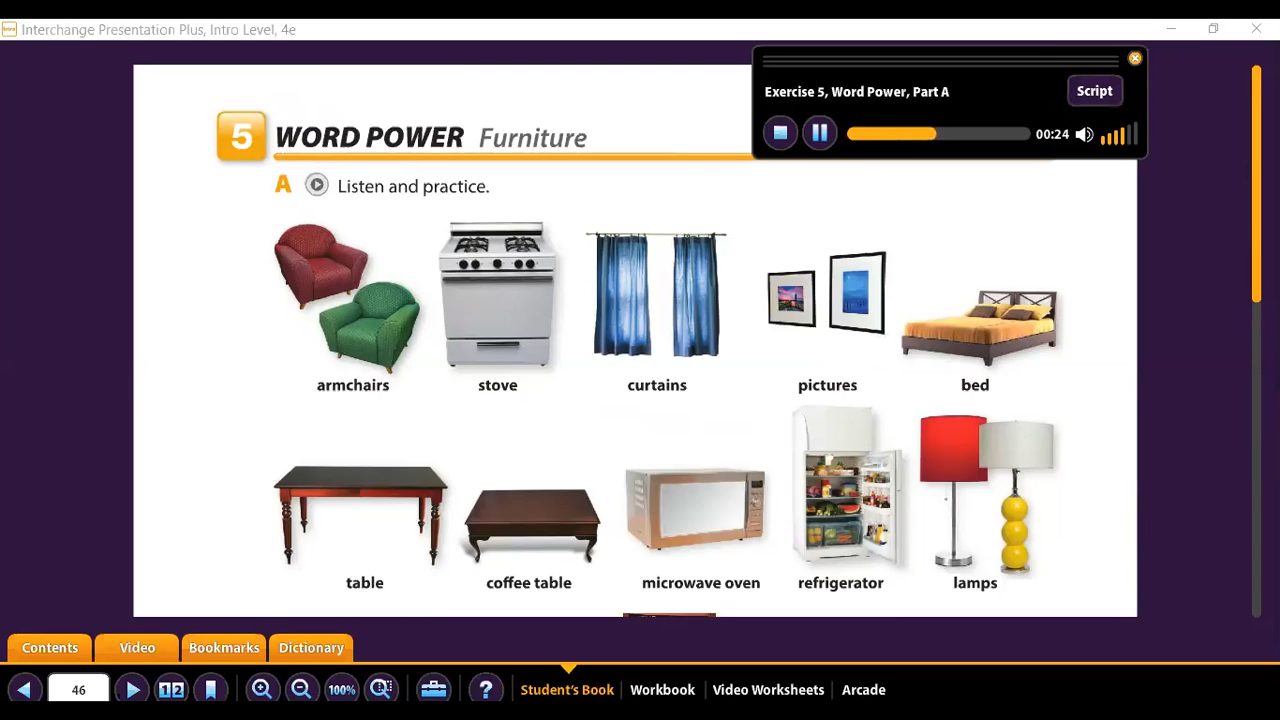 Interchange Presentation Plus, Intro Level, 4e
Exercise 5, Word Power, Part A
Script
00:24
5 WORD POWER Furniture
A Listen and practice.
armchairs stove curtains pictures bed
table coffee table microwave oven refrigerator lamps
Contents Video Bookmarks Dictionary
46 12 100% ? Student's Book Workbook Video Worksheets Arcade